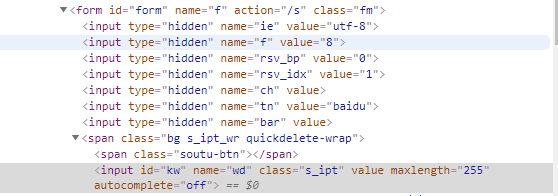 ▼<form id="form" name="f" action="/s" class="fm">
<input type="hidden" name="ie" value="utf-8">
<input type="hidden" name="f" value="8">
<input type="hidden" name="rsv_bp" value="0">
<input type="hidden" name="rsv_idx" value="1">
<input type="hidden" name="ch" value>
<input type="hidden" name="tn" value="baidu">
<input type="hidden" name="bar" value>
▼<span class="bg s_ipt_wr quickdelete-wrap">
<span class="soutu-btn"></span>
<input id="kw" name="wd" class="s_ipt" value maxlength="255"
autocomplete="off"> == $0